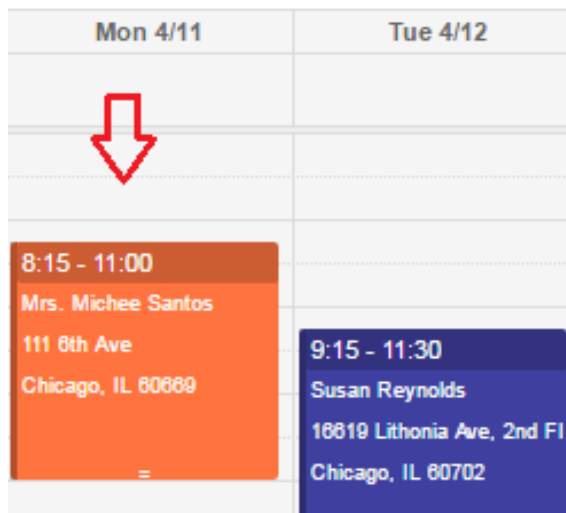 Mon 4/11
Tue 4/12
8:15 - 11:00
Mrs. Michee Santos
111 6th Ave
Chicago, IL 60669
9:15 - 11:30
Susan Reynolds
16619 Lithonia Ave, 2nd Fl
Chicago, IL 60702